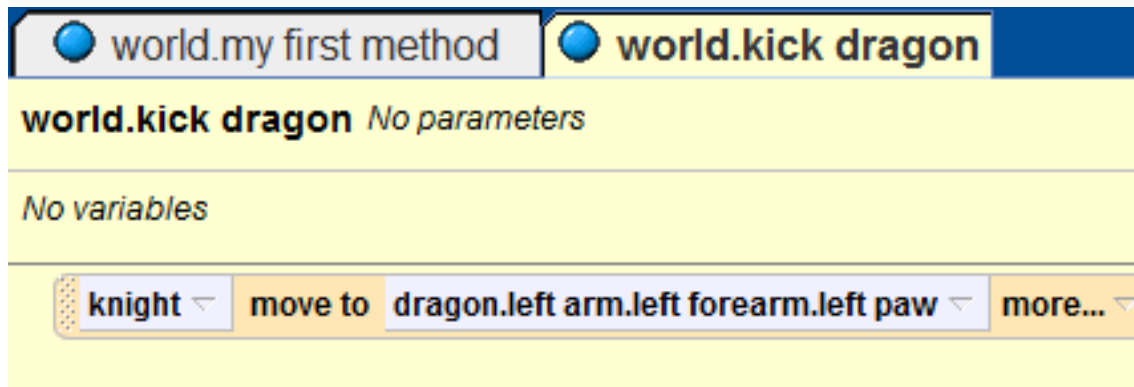 world.my first method world.kick dragon
world.kick dragon No parameters
No variables
knight move to dragon.left arm.left forearm.left paw more...